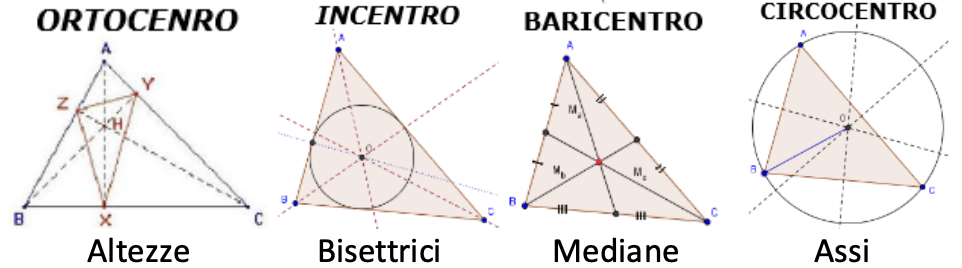 ORTOCENRO
INCENTRO
BARICENTRO
CIRCOCENTRO
A
Z
Y
H
B
X
C
A
O
B
C
A
Ma
Mb
Mc
B
C
A
O
B
C
Altezze
Bisettrici
Mediane
Assi